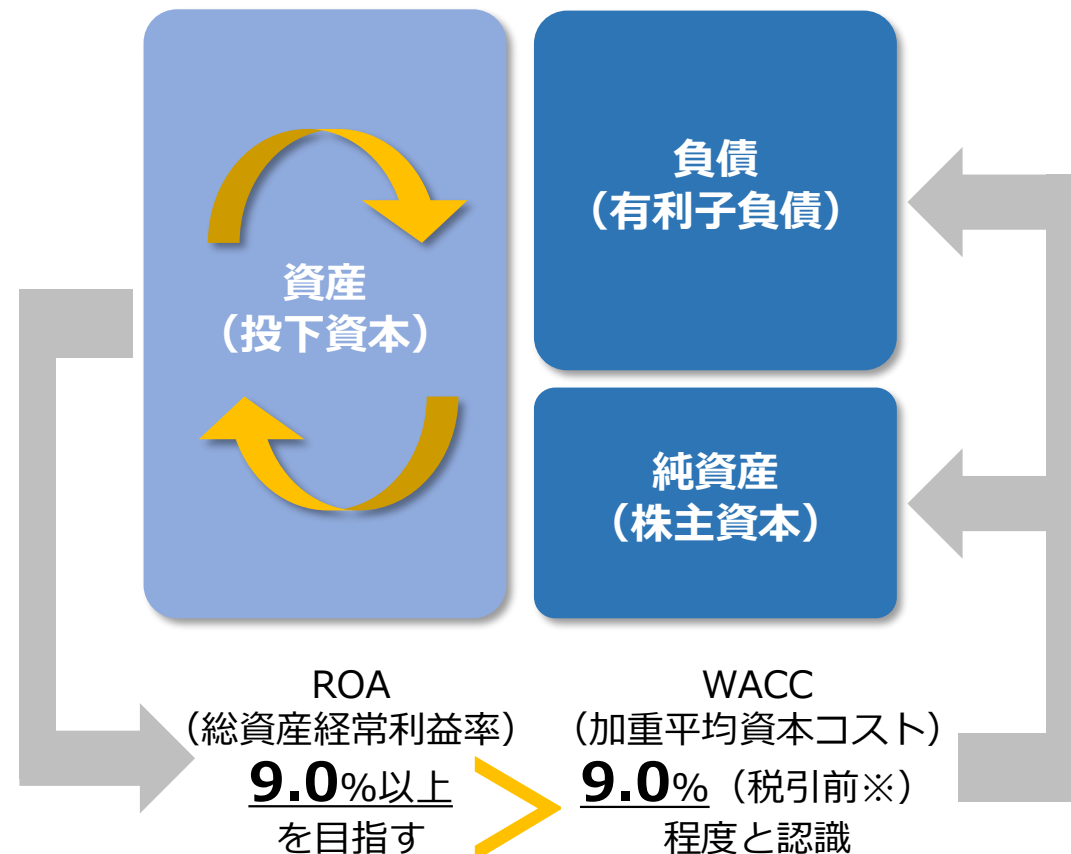 資産
（投下資本）
負債
（有利子負債）
純資産
（株主資本）
ROA
（総資産経常利益率）
9.0%以上
を目指す
WACC
（加重平均資本コスト）
9.0%（税引前※）
程度と認識